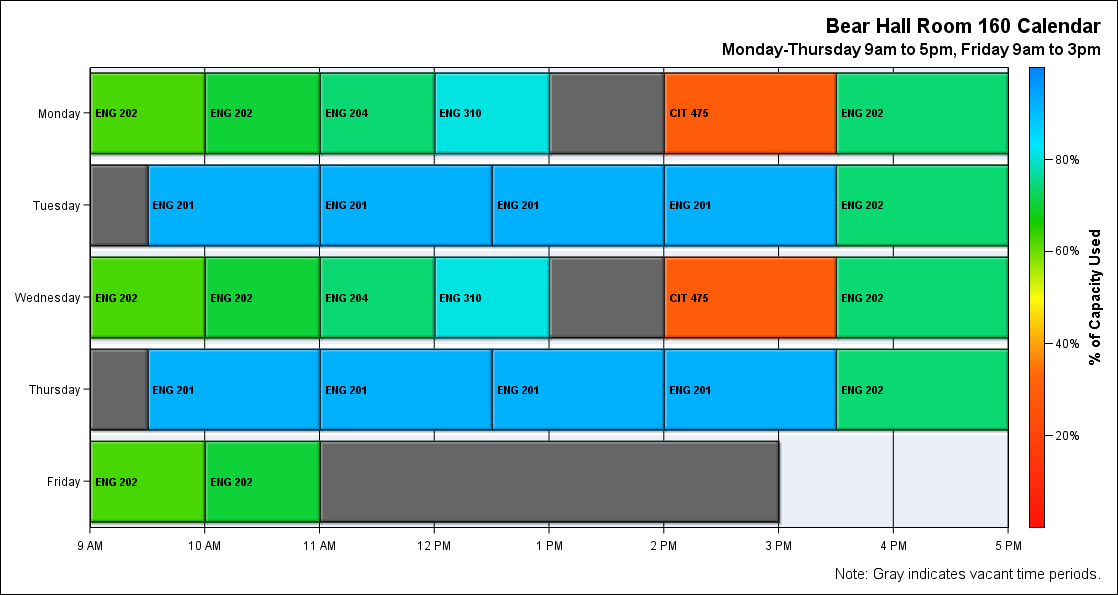 Bear Hall Room 160 Calendar
Monday-Thursday 9am to 5pm, Friday 9am to 3pm
Monday
ENG 202
ENG 202
ENG 204
ENG 310
CIT 475
ENG 202
Tuesday
ENG 201
ENG 201
ENG 201
ENG 201
ENG 202
Wednesday
ENG 202
ENG 202
ENG 204
ENG 310
CIT 475
ENG 202
Thursday
ENG 201
ENG 201
ENG 201
ENG 201
ENG 202
Friday
ENG 202
ENG 202
9 AM
10 AM
11 AM
12 PM
1 PM
2 PM
3 PM
4 PM
5 PM
80%
60%
40%
20%
% of Capacity Used
Note: Gray indicates vacant time periods.